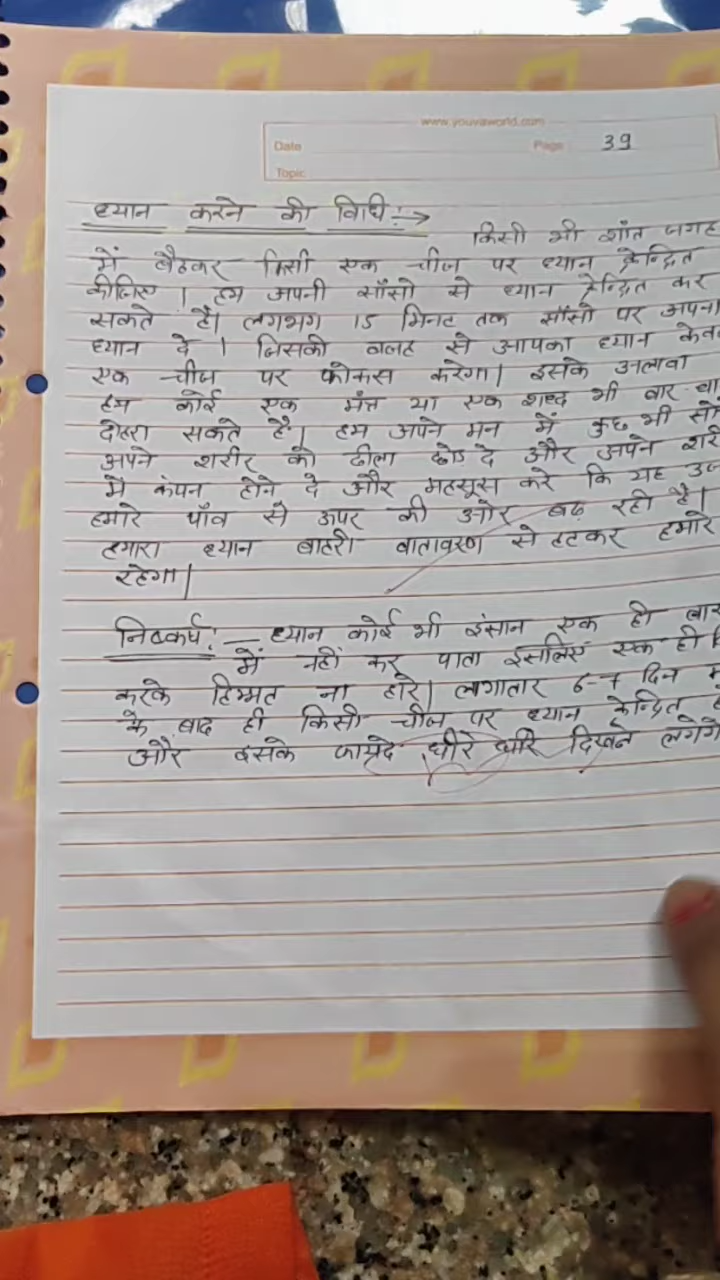 www.youvaworld.com
Date
Page 39
Topic
ध्यान करने की विधि :→
किसी भी शांत जगह
में बैठकर किसी एक चीज पर ध्यान केन्द्रित
कीजिए । हम अपनी साँसो से ध्यान केन्द्रित कर
सकते हैं। लगभग 15 मिनट तक साँसो पर अपना
ध्यान दे । जिसकी वजह से आपका ध्यान
एक चीज पर फोकस करेगा। इसके अलावा
हम कोई एक मंत्र या एक शब्द भी बार
दोहरा सकते है। हम अपने मन में कुछ भी
अपने शरीर को ढीला छोड दे और अपने
में कंपन होने दे और महसूस करे कि यह
हमारे पाँव से ऊपर की ओर बढ़ रही है।
हमारा ध्यान बाहरी वातावरण से हटकर हमारे
रहेगा।
निष्कर्ष :— ध्यान कोई भी इंसान एक ही
में नहीं कर पाता इसलिए एक ही
करके हिम्मत ना हारे। लगातार 6-7 दिन
के बाद ही किसी चीज पर ध्यान केन्द्रित
और इसके फायदे धीरे धीरे दिखने लगेगे